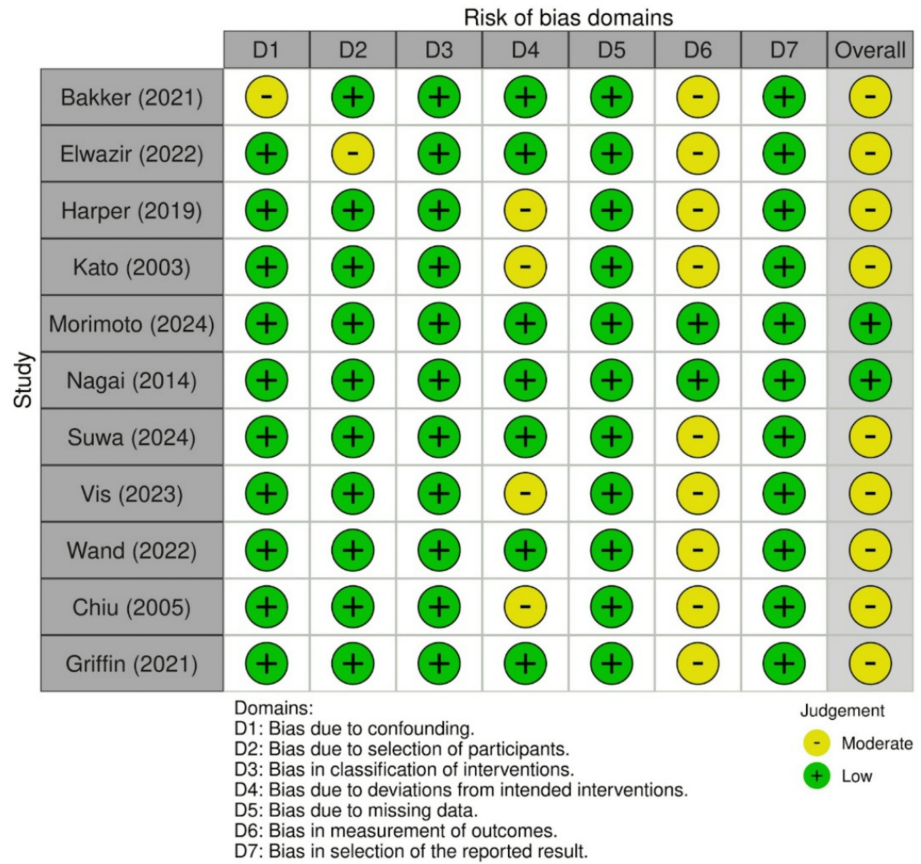 Risk of bias domains
D1 D2 D3 D4 D5 D6 D7 Overall
Study
Bakker (2021) - + + + + - + -
Elwazir (2022) + - + + + - + -
Harper (2019) + + + - + - + -
Kato (2003) + + + - + - + -
Morimoto (2024) + + + + + + + +
Nagai (2014) + + + + + + + +
Suwa (2024) + + + + + - + -
Vis (2023) + + + - + - + -
Wand (2022) + + + + + - + -
Chiu (2005) + + + - + - + -
Griffin (2021) + + + + + - + -
Domains:
D1: Bias due to confounding.
D2: Bias due to selection of participants.
D3: Bias in classification of interventions.
D4: Bias due to deviations from intended interventions.
D5: Bias due to missing data.
D6: Bias in measurement of outcomes.
D7: Bias in selection of the reported result.
Judgement
- Moderate
+ Low